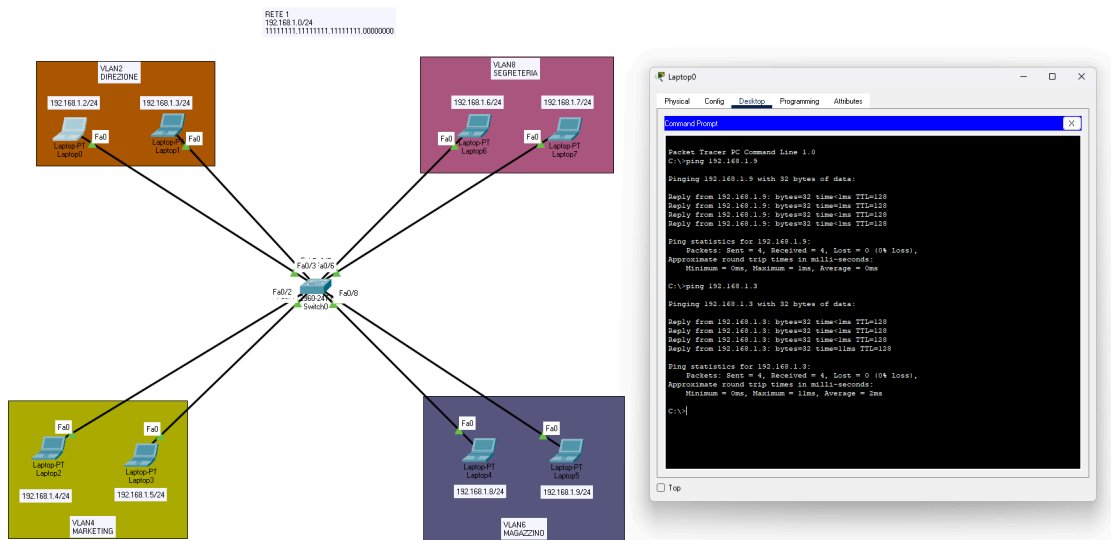 RETE 1
192.168.1.0/24
11111111.11111111.11111111.00000000
VLAN2
DIREZIONE
192.168.1.2/24
192.168.1.3/24
Fa0
Fa0
Laptop-PT
Laptop0
Laptop-PT
Laptop1
VLAN8
SEGRETERIA
192.168.1.6/24
192.168.1.7/24
Fa0
Fa0
Laptop-PT
Laptop6
Laptop-PT
Laptop7
Fa0/3
Fa0/6
Fa0/2
Fa0/8
Switch0
Fa0
Fa0
Laptop-PT
Laptop2
Laptop-PT
Laptop3
192.168.1.4/24
192.168.1.5/24
VLAN4
MARKETING
Fa0
Fa0
Laptop-PT
Laptop4
Laptop-PT
Laptop5
192.168.1.8/24
192.168.1.9/24
VLAN6
MAGAZZINO
Laptop0
Physical Config Desktop Programming Attributes
Command Prompt
X
Packet Tracer PC Command Line 1.0
C:\>ping 192.168.1.9
Pinging 192.168.1.9 with 32 bytes of data:
Reply from 192.168.1.9: bytes=32 time<1ms TTL=128
Reply from 192.168.1.9: bytes=32 time<1ms TTL=128
Reply from 192.168.1.9: bytes=32 time<1ms TTL=128
Reply from 192.168.1.9: bytes=32 time<1ms TTL=128
Ping statistics for 192.168.1.9:
Packets: Sent = 4, Received = 4, Lost = 0 (0% loss),
Approximate round trip times in milli-seconds:
Minimum = 0ms, Maximum = 1ms, Average = 0ms
C:\>ping 192.168.1.3
Pinging 192.168.1.3 with 32 bytes of data:
Reply from 192.168.1.3: bytes=32 time<1ms TTL=128
Reply from 192.168.1.3: bytes=32 time<1ms TTL=128
Reply from 192.168.1.3: bytes=32 time<1ms TTL=128
Reply from 192.168.1.3: bytes=32 time=11ms TTL=128
Ping statistics for 192.168.1.3:
Packets: Sent = 4, Received = 4, Lost = 0 (0% loss),
Approximate round trip times in milli-seconds:
Minimum = 0ms, Maximum = 11ms, Average = 2ms
C:\>
Top